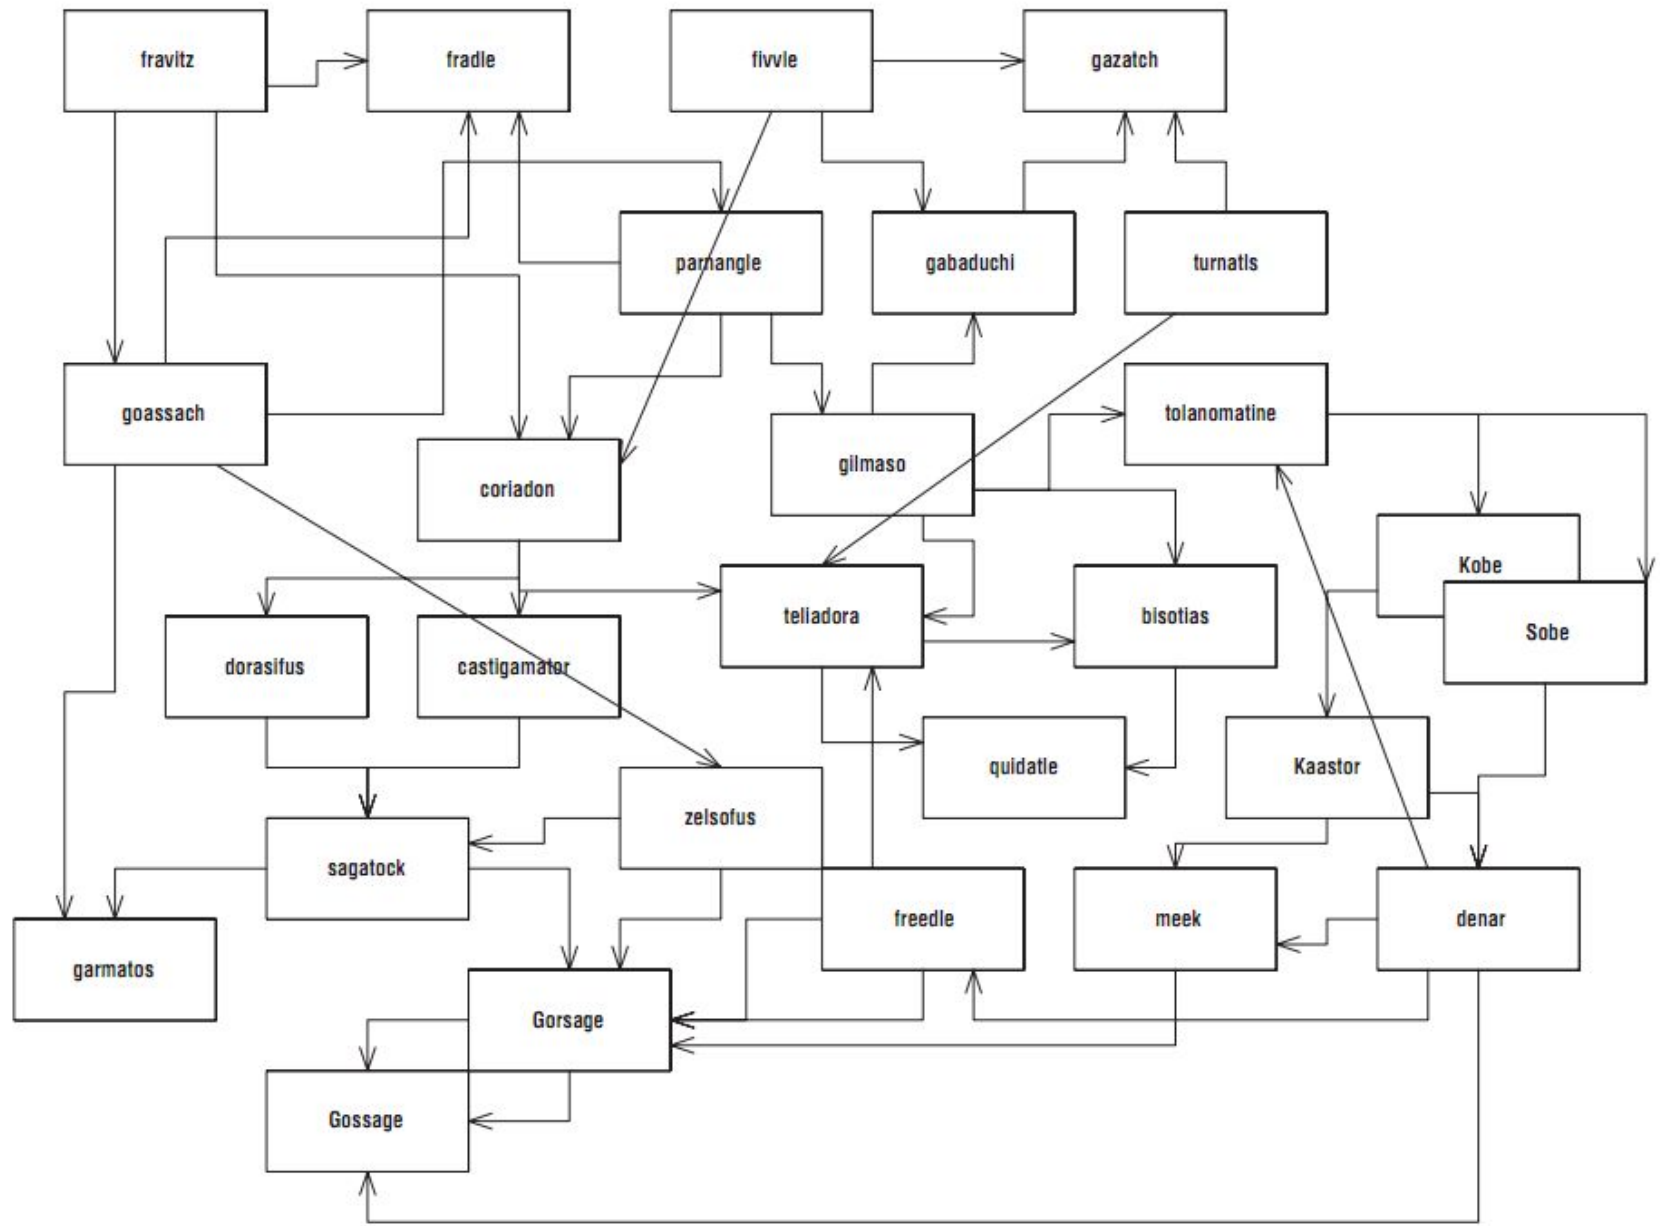 fravitz
fradle
fivvle
gazatch
parnangle
gabaduchi
turnatls
goassach
tolanomatine
gilmaso
coriadon
Kobe
teliadora
bisotias
Sobe
dorasifus
castigamator
quidatle
Kaastor
zelsofus
sagatock
freedle
meek
denar
garmatos
Gorsage
Gossage